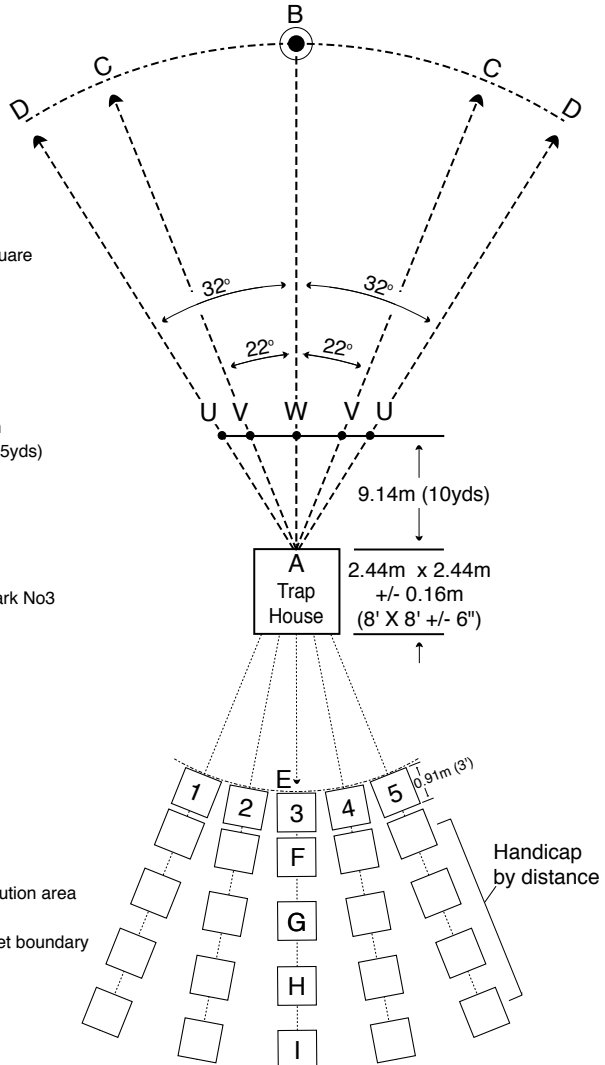 B
C C
D D
uare
32° 32°
22° 22°
U V W V U
5yds)
9.14m (10yds)
A
Trap
House
2.44m x 2.44m
+/- 0.16m
(8' X 8' +/- 6")
ark No3
E
0.91m (3')
1 2 3 4 5
F
Handicap
by distance
ution area
G
et boundary
H
I